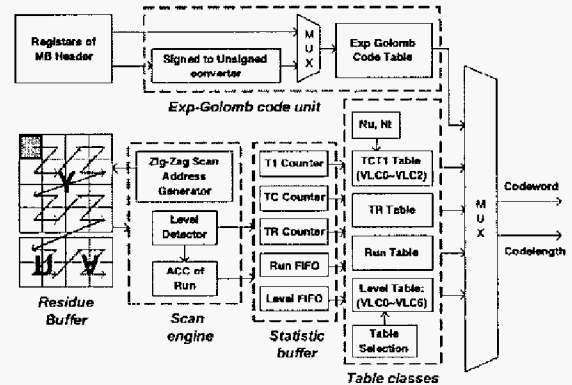 Registers of
MB Header
Signed to Unsigned
converter
MUX
Exp Golomb
Code Table
Exp-Golomb code unit
Y
U
V
Residue
Buffer
Zig-Zag Scan
Address
Generator
Level
Detector
ACC of
Run
Scan
engine
T1 Counter
TC Counter
TR Counter
Run FIFO
Level FIFO
Statistic
buffer
Nu, Nt
TCT1 Table
(VLC0~VLC2)
TR Table
Run Table
Level Table:
(VLC0~VLC6)
Table
Selection
Table classes
MUX
Codeword
Codelength